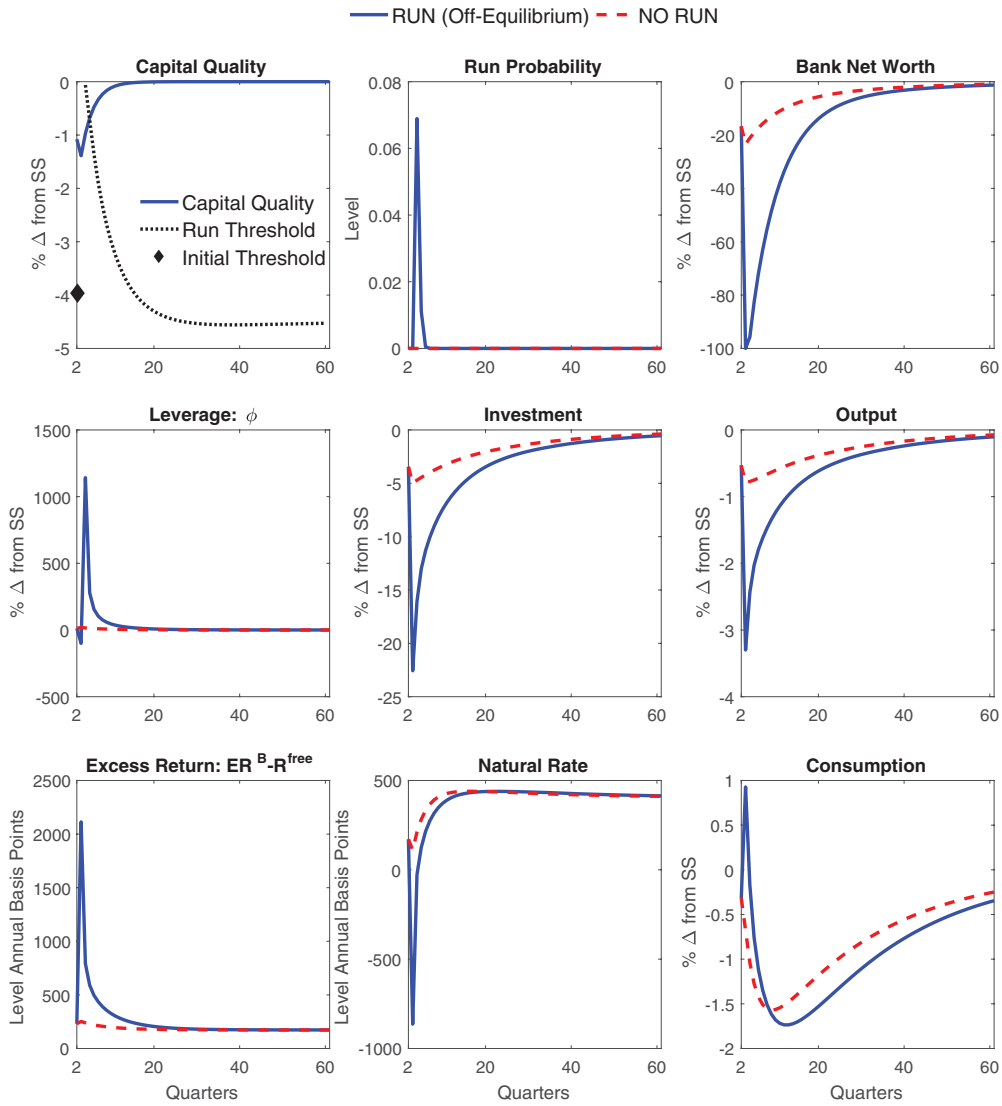 RUN (Off-Equilibrium) NO RUN
Capital Quality
% Δ from SS
0
-1
-2
-3
-4
-5
Capital Quality
Run Threshold
Initial Threshold
2 20 40 60
Run Probability
Level
0.08
0.06
0.04
0.02
0
2 20 40 60
Bank Net Worth
% Δ from SS
0
-20
-40
-60
-80
-100
2 20 40 60
Leverage: ϕ
% Δ from SS
1500
1000
500
0
-500
2 20 40 60
Investment
% Δ from SS
0
-5
-10
-15
-20
-25
2 20 40 60
Output
% Δ from SS
0
-1
-2
-3
-4
2 20 40 60
Excess Return: ER B-Rfree
Level Annual Basis Points
2500
2000
1500
1000
500
0
2 20 40 60
Quarters
Natural Rate
Level Annual Basis Points
500
0
-500
-1000
2 20 40 60
Quarters
Consumption
% Δ from SS
1
0.5
0
-0.5
-1
-1.5
-2
2 20 40 60
Quarters